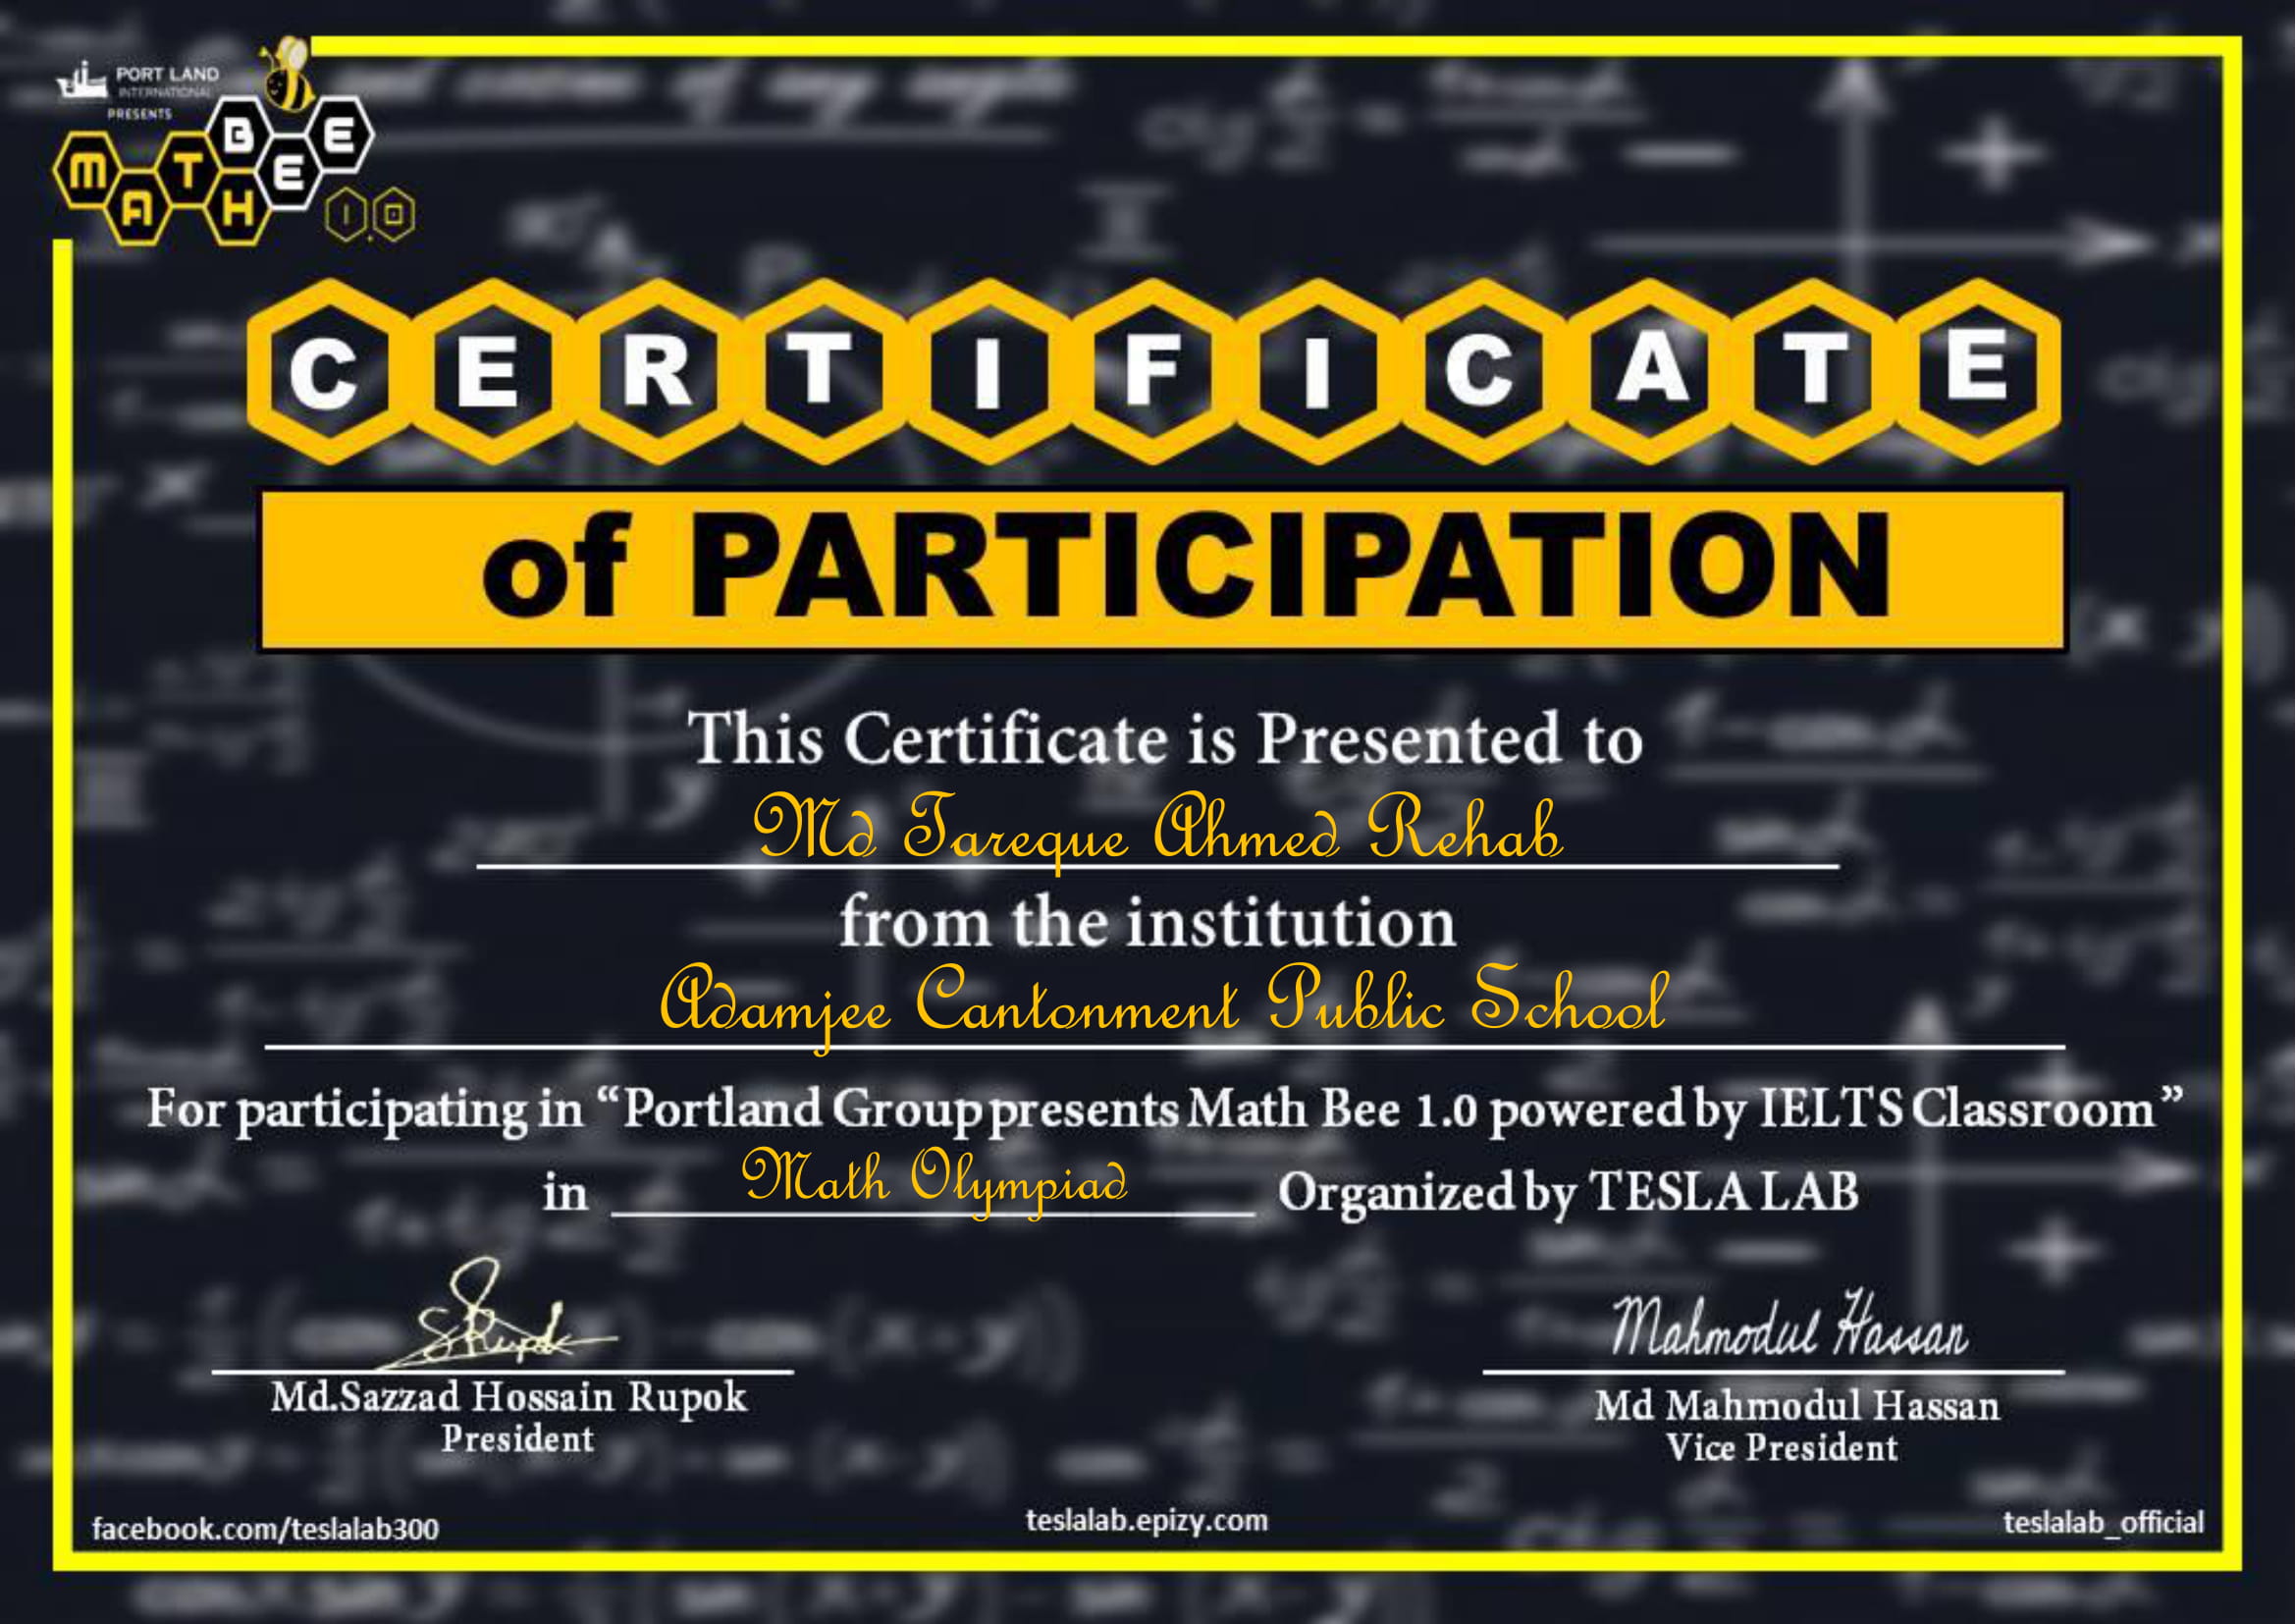 PORT LAND
INTERNATIONAL
PRESENTS
MATH BEE 1.0
CERTIFICATE
of PARTICIPATION
This Certificate is Presented to
Md Tareque Ahmed Rehab
from the institution
Adamjee Cantonment Public School
For participating in “Portland Group presents Math Bee 1.0 powered by IELTS Classroom”
in Math Olympiad Organized by TESLA LAB
SRupok
Mahmodul Hassan
Md.Sazzad Hossain Rupok
Md Mahmodul Hassan
President
Vice President
facebook.com/teslalab300
teslalab.epizy.com
teslalab_official